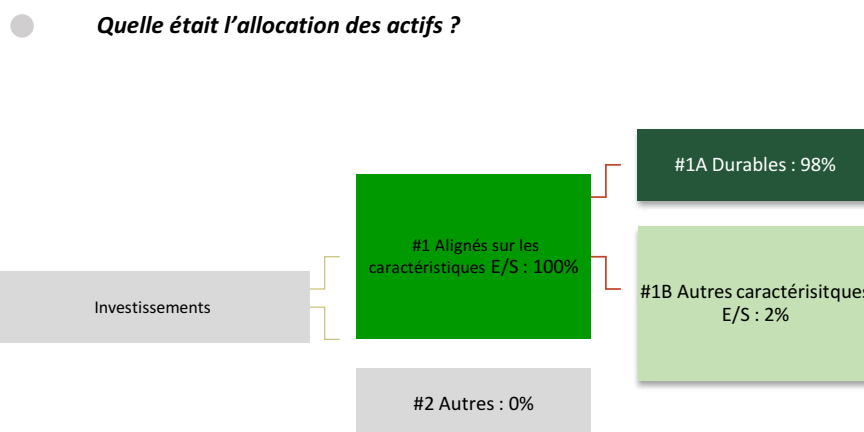 Quelle était l’allocation des actifs ?
#1A Durables : 98%
#1 Alignés sur les
caractéristiques E/S : 100%
#1B Autres caractérisitques
E/S : 2%
Investissements
#2 Autres : 0%